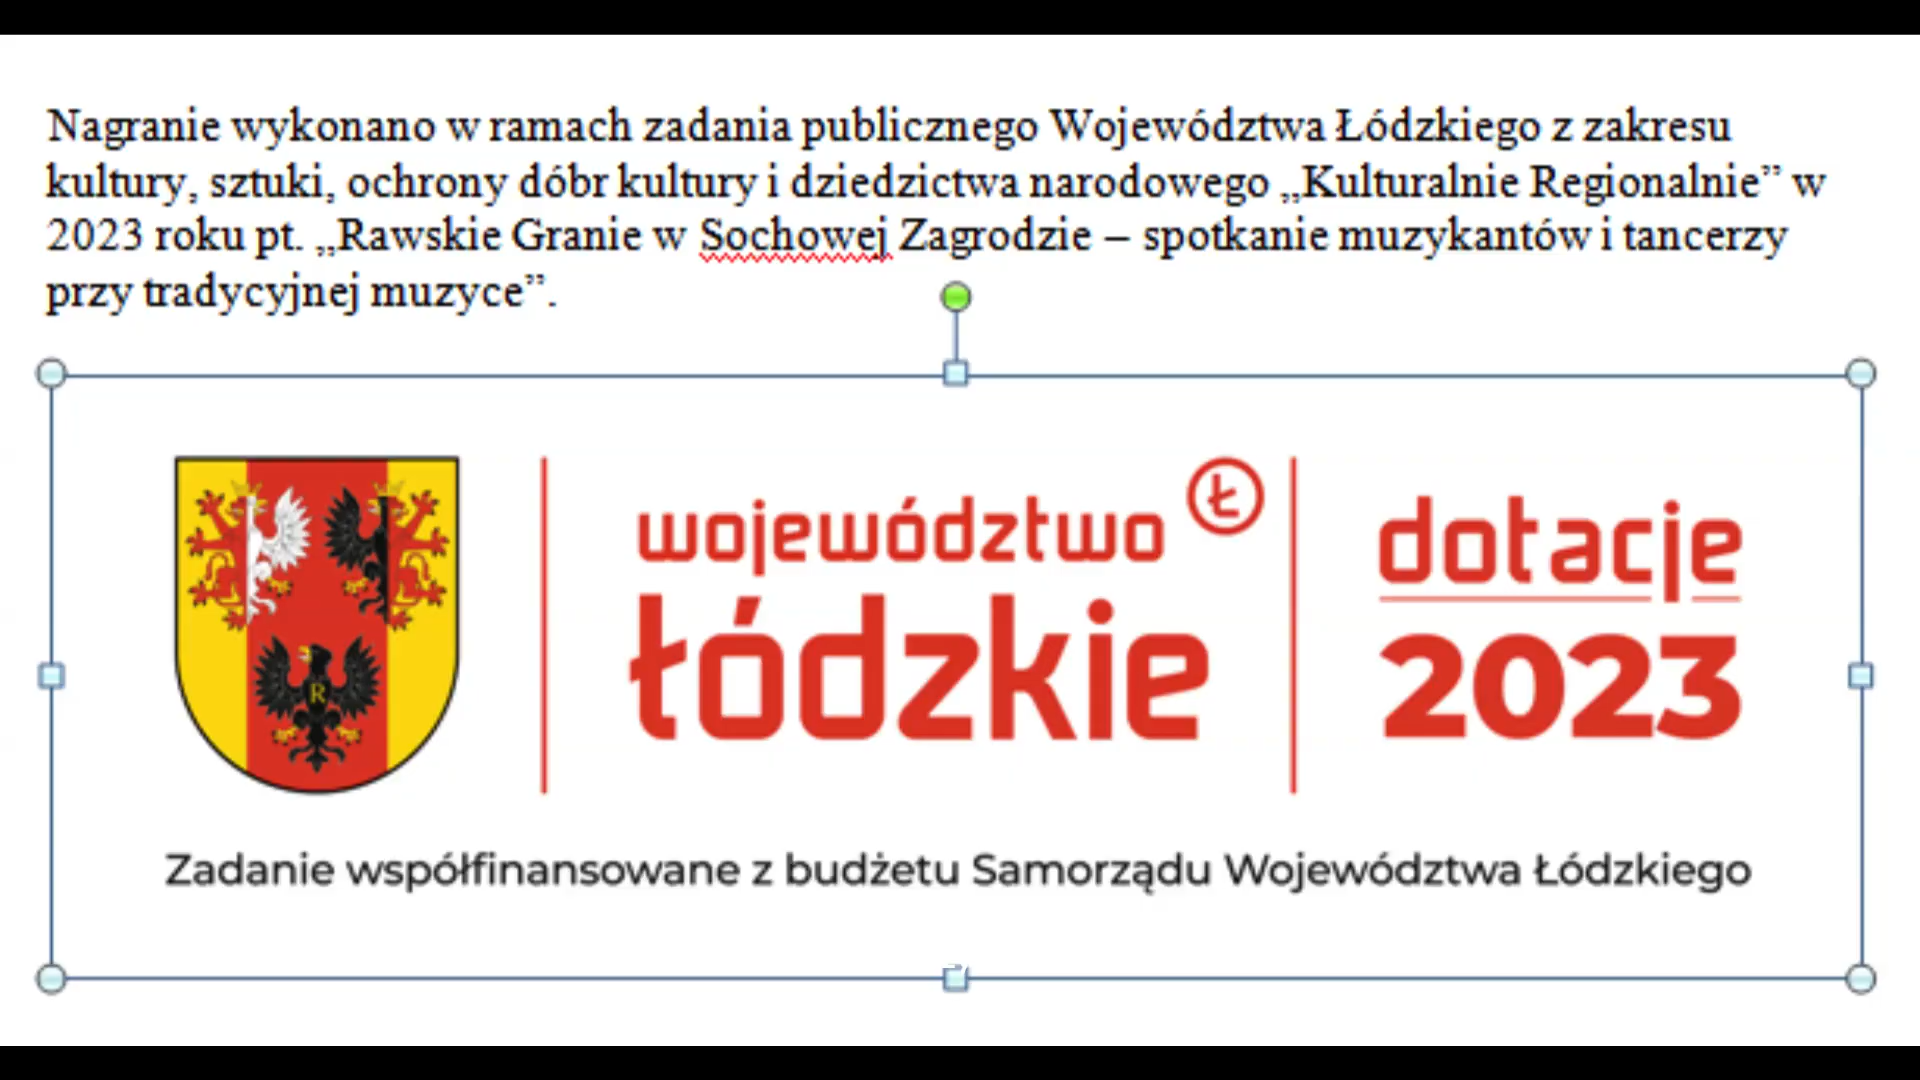 Nagranie wykonano w ramach zadania publicznego Województwa Łódzkiego z zakresu
kultury, sztuki, ochrony dóbr kultury i dziedzictwa narodowego „Kulturalnie Regionalnie” w
2023 roku pt. „Rawskie Granie w Sochowej Zagrodzie – spotkanie muzykantów i tancerzy
przy tradycyjnej muzyce”.
R
województwo Ł
łódzkie
dotacje
2023
Zadanie współfinansowane z budżetu Samorządu Województwa Łódzkiego